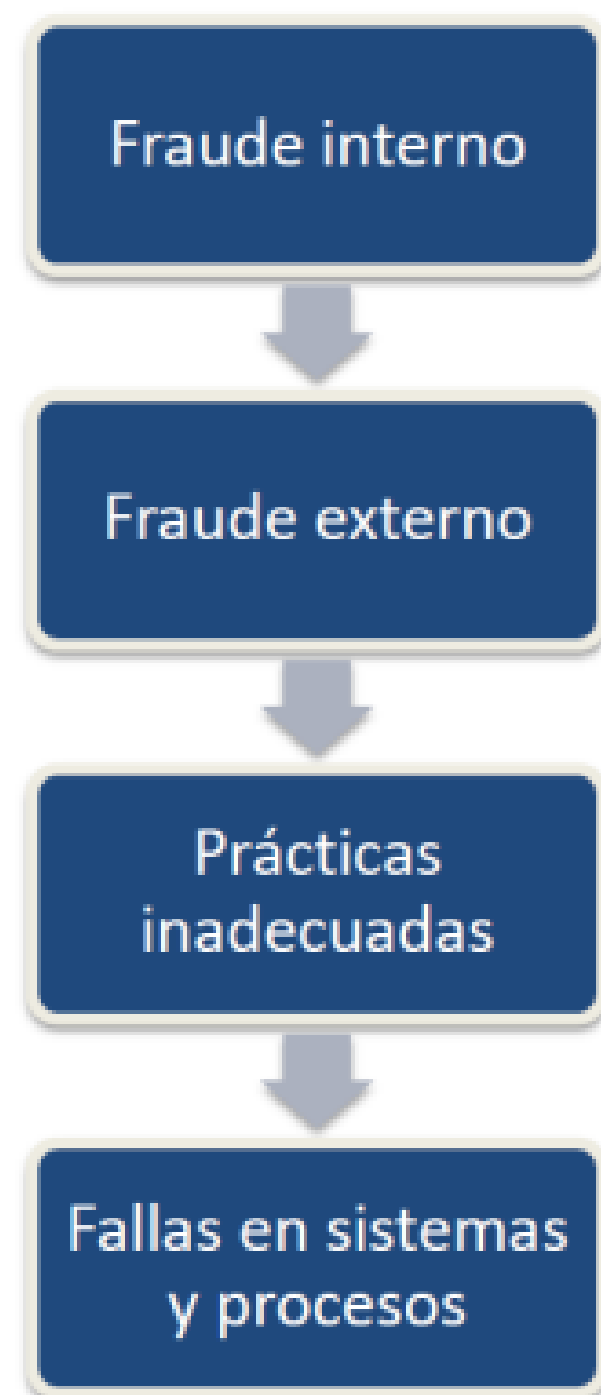 Fraude interno
Fraude externo
Prácticas
inadecuadas
Fallas en sistemas
y procesos